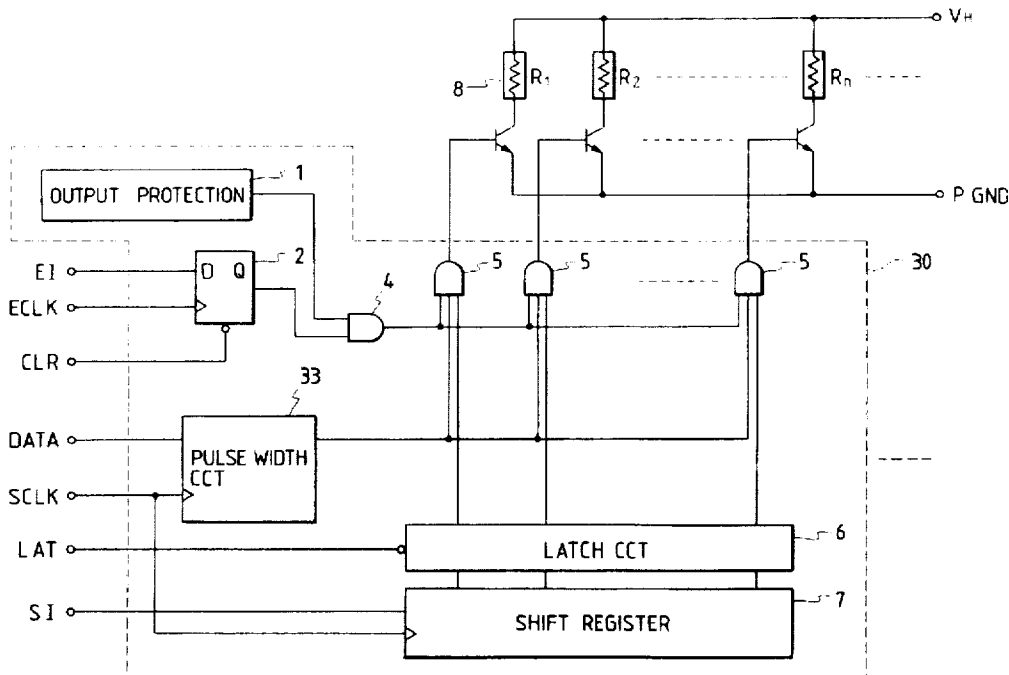 VH
8
R1
R2
Rn
1
OUTPUT PROTECTION
P GND
EI
D Q
2
5
5
5
30
ECLK
4
CLR
33
DATA
PULSE WIDTH
CCT
SCLK
LAT
LATCH CCT
6
SI
SHIFT REGISTER
7